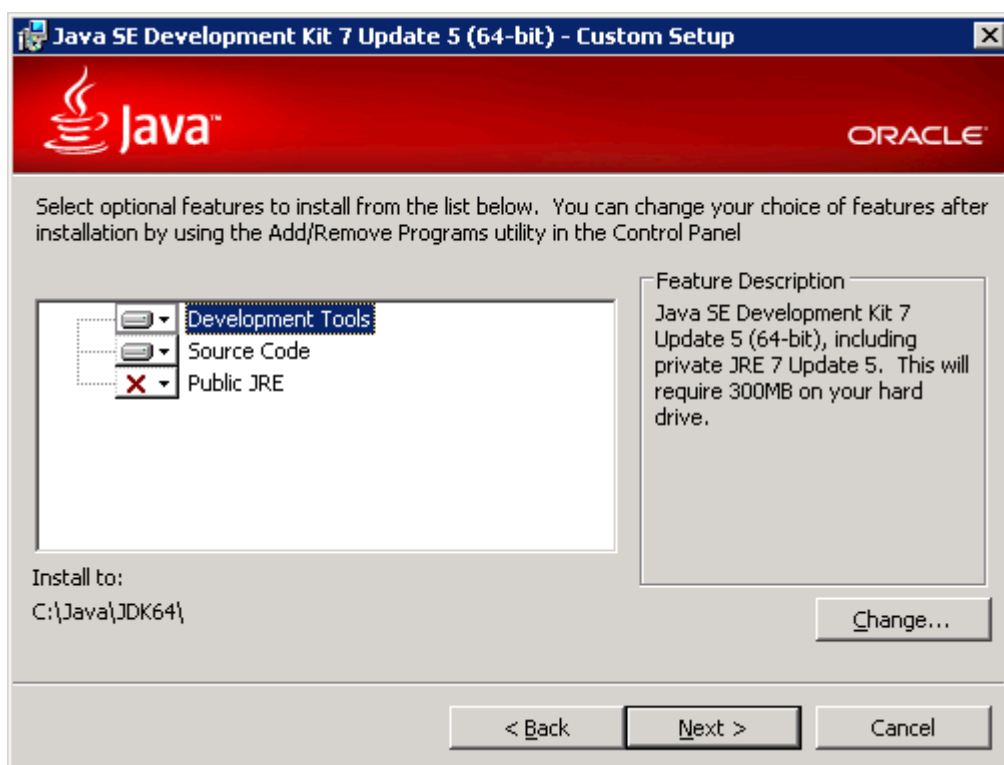 Java SE Development Kit 7 Update 5 (64-bit) - Custom Setup
Java™
ORACLE®
Select optional features to install from the list below.  You can change your choice of features after
installation by using the Add/Remove Programs utility in the Control Panel
Development Tools
Source Code
Public JRE
Feature Description
Java SE Development Kit 7
Update 5 (64-bit), including
private JRE 7 Update 5.  This will
require 300MB on your hard
drive.
Install to:
C:\Java\JDK64\
Change...
< Back
Next >
Cancel